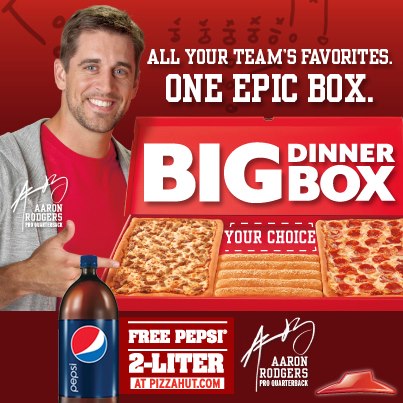 ALL YOUR TEAM'S FAVORITES.
ONE EPIC BOX.
BIG DINNER BOX
YOUR CHOICE
AARON
RODGERS
PRO QUARTERBACK
FREE PEPSI
2-LITER
AT PIZZAHUT.COM
pepsi
AARON
RODGERS
PRO QUARTERBACK